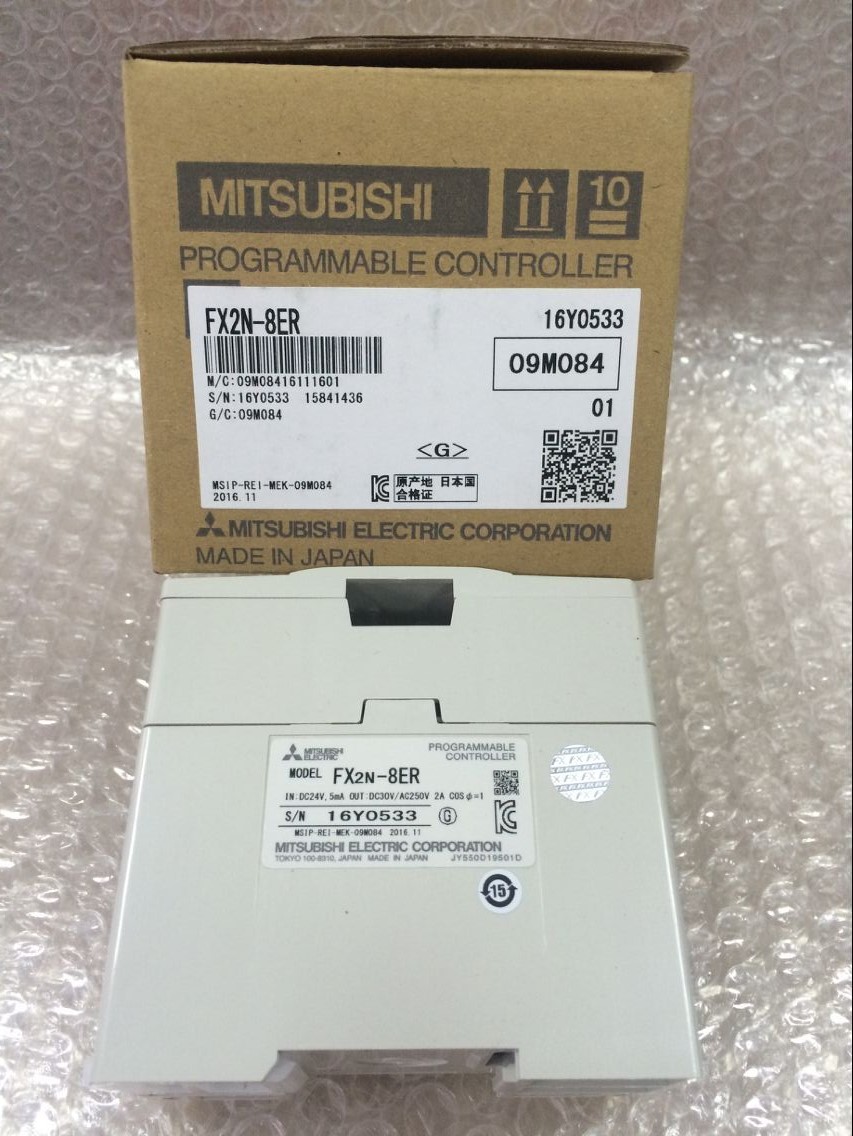 MITSUBISHI
10
PROGRAMMABLE CONTROLLER
FX2N-8ER
16Y0533
M/C:09M08416111601
09M084
S/N:16Y0533 15841436
G/C:09M084
01
<G>
MSIP-REI-MEK-09M084
2016.11
原产地 日本国
合格证
MITSUBISHI ELECTRIC CORPORATION
MADE IN JAPAN
MITSUBISHI
ELECTRIC
PROGRAMMABLE
CONTROLLER
MODEL FX2N-8ER
IN:DC24V,5mA OUT:DC30V/AC250V 2A COSφ=1
S/N 16Y0533 G
MSIP-REI-MEK-09M084 2016.11
MITSUBISHI ELECTRIC CORPORATION
TOKYO 100-8310, JAPAN MADE IN JAPAN JY550D19501D
15